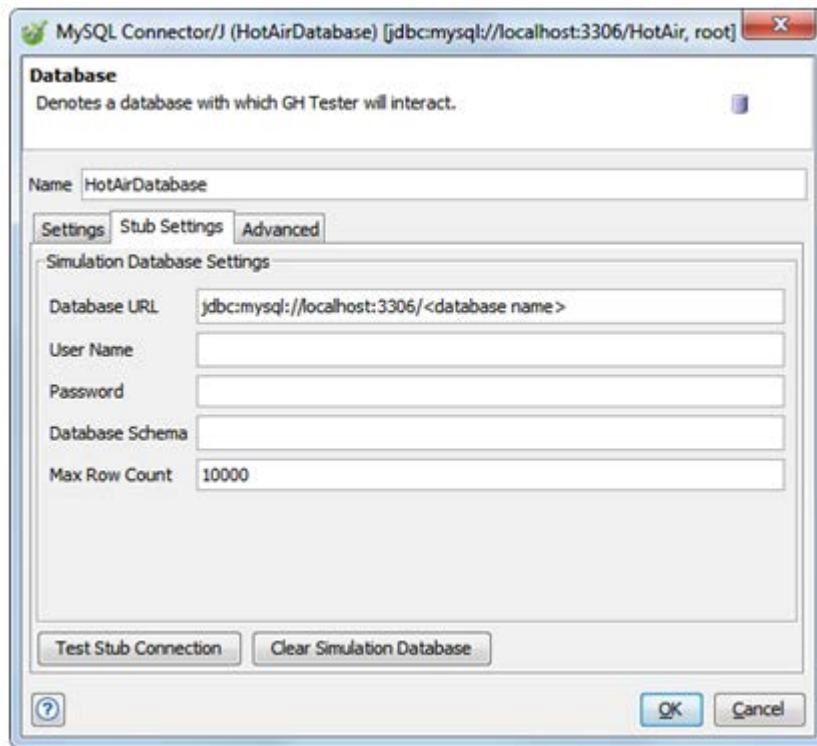 MySQL Connector/J (HotAirDatabase) [jdbc:mysql://localhost:3306/HotAir, root]
Database
Denotes a database with which GH Tester will interact.
Name HotAirDatabase
Settings Stub Settings Advanced
Simulation Database Settings
Database URL jdbc:mysql://localhost:3306/<database name>
User Name
Password
Database Schema
Max Row Count 10000
Test Stub Connection Clear Simulation Database
? OK Cancel